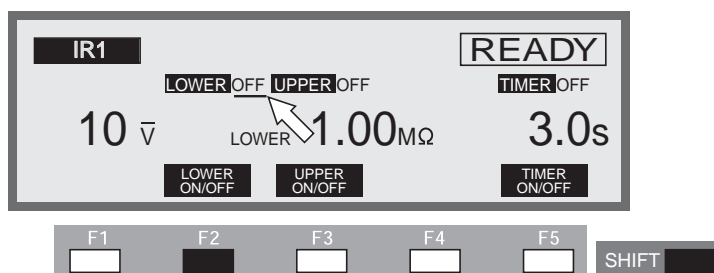 IR1 READY
LOWER OFF UPPER OFF TIMER OFF
10 V LOWER 1.00MΩ 3.0s
LOWER ON/OFF UPPER ON/OFF TIMER ON/OFF
F1 F2 F3 F4 F5
SHIFT